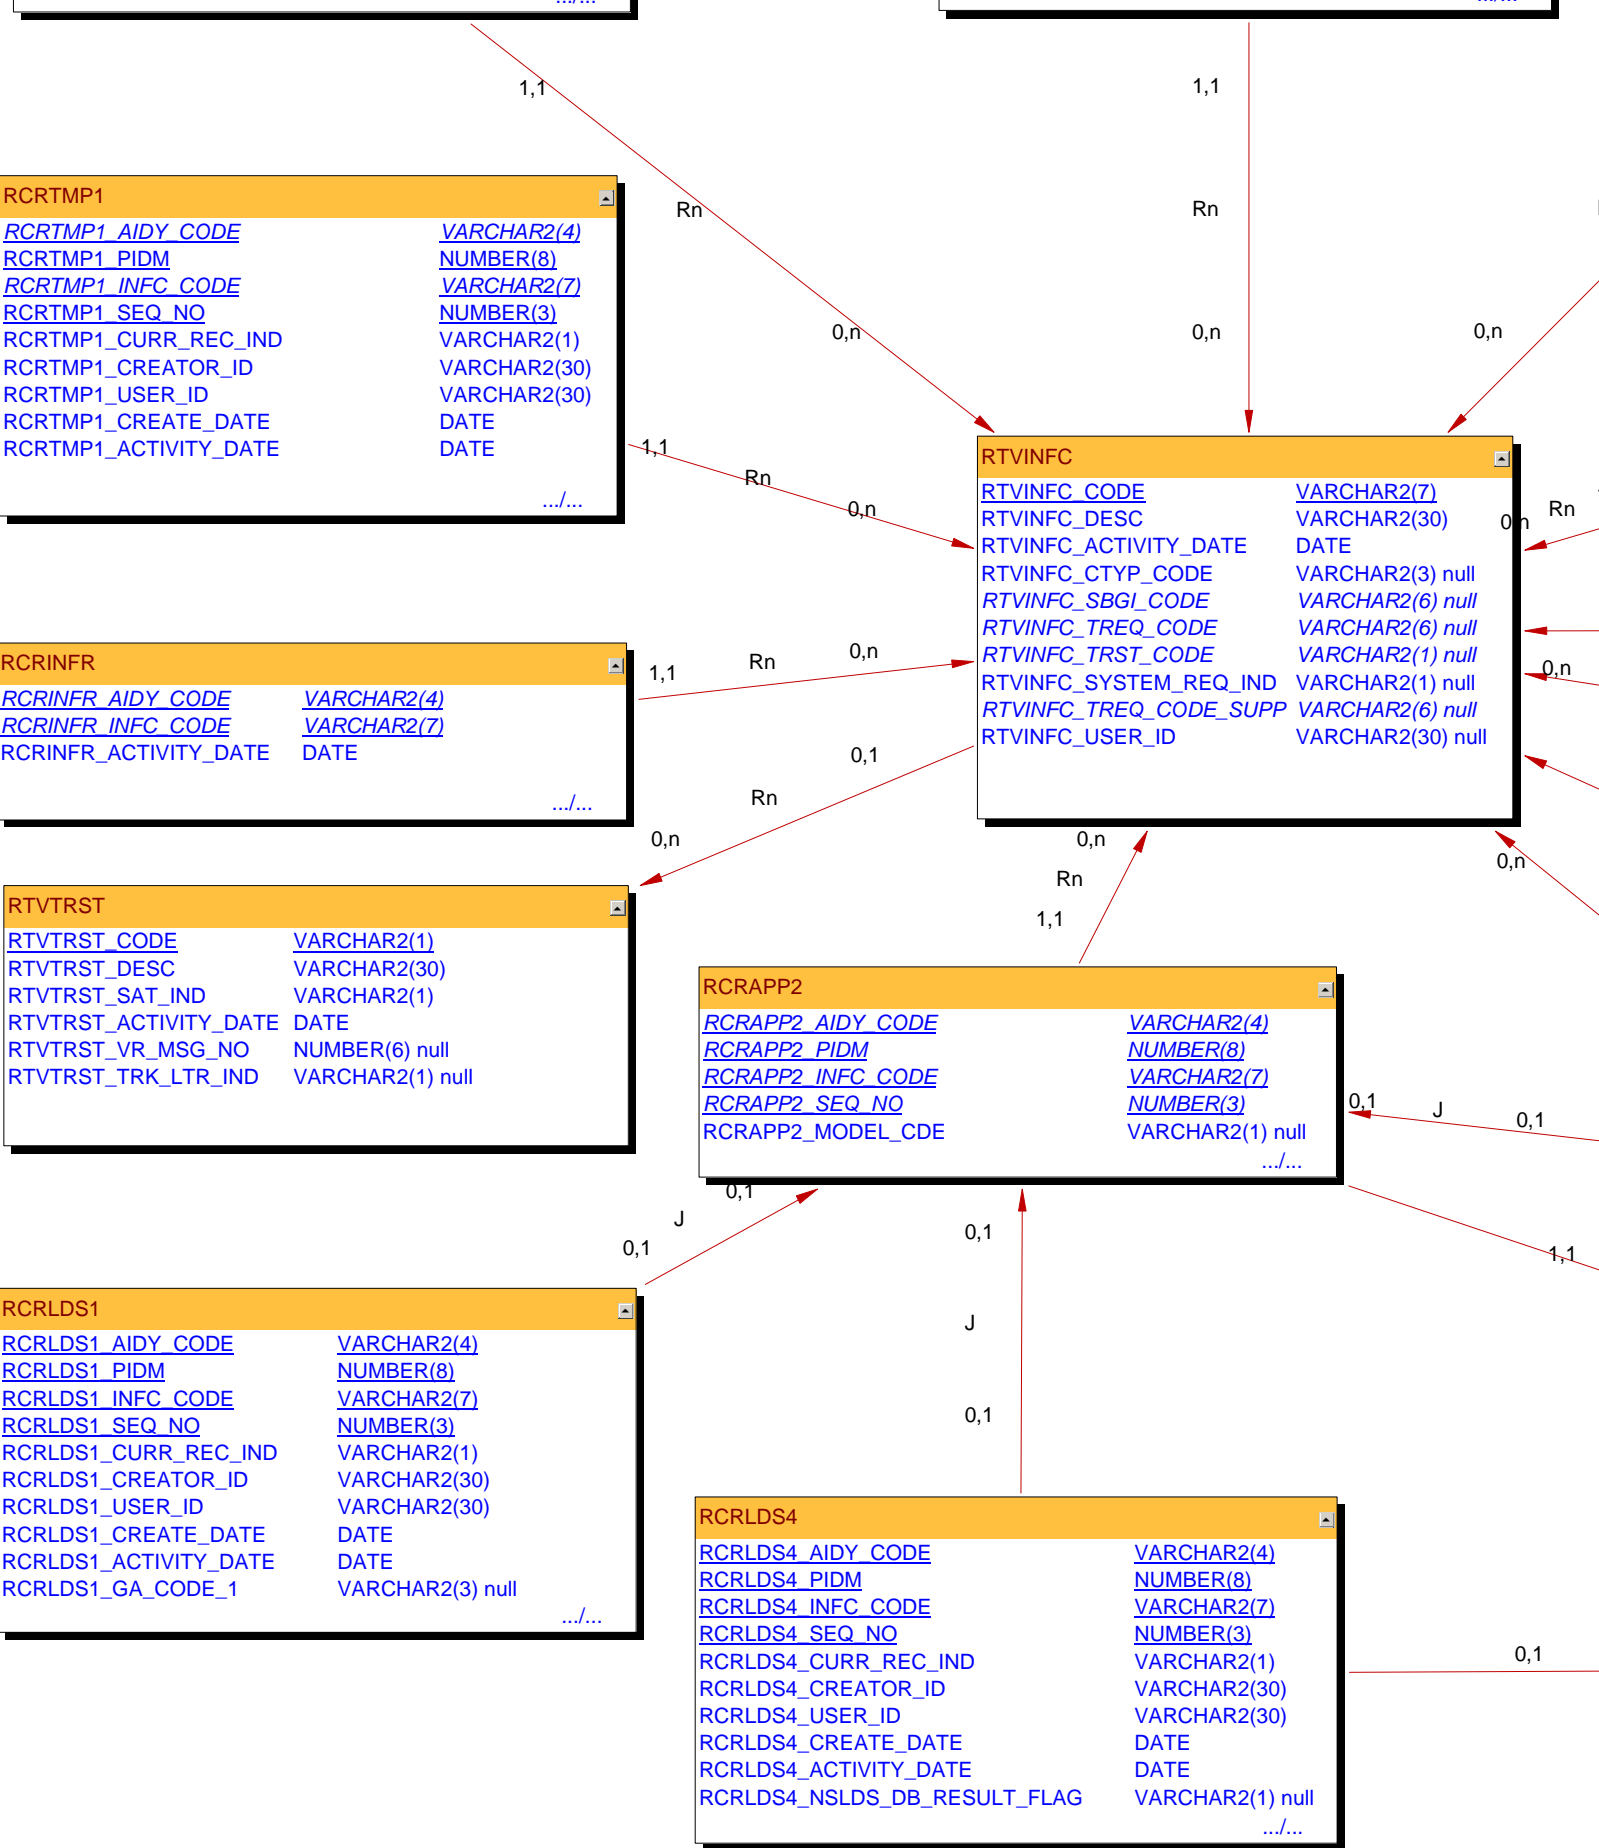 .../...
.../...
1,1
1,1
Rn
Rn
0,n
0,n
0,n
RCRTMP1
RCRTMP1_AIDY_CODE VARCHAR2(4)
RCRTMP1_PIDM NUMBER(8)
RCRTMP1_INFC_CODE VARCHAR2(7)
RCRTMP1_SEQ_NO NUMBER(3)
RCRTMP1_CURR_REC_IND VARCHAR2(1)
RCRTMP1_CREATOR_ID VARCHAR2(30)
RCRTMP1_USER_ID VARCHAR2(30)
RCRTMP1_CREATE_DATE DATE
RCRTMP1_ACTIVITY_DATE DATE
.../...
1,1
Rn
0,n
RTVINFC
RTVINFC_CODE VARCHAR2(7)
RTVINFC_DESC VARCHAR2(30)
RTVINFC_ACTIVITY_DATE DATE
RTVINFC_CTYP_CODE VARCHAR2(3) null
RTVINFC_SBGI_CODE VARCHAR2(6) null
RTVINFC_TREQ_CODE VARCHAR2(6) null
RTVINFC_TRST_CODE VARCHAR2(1) null
RTVINFC_SYSTEM_REQ_IND VARCHAR2(1) null
RTVINFC_TREQ_CODE_SUPP VARCHAR2(6) null
RTVINFC_USER_ID VARCHAR2(30) null
0,n Rn
0,n
0,n
RCRINFR
RCRINFR_AIDY_CODE VARCHAR2(4)
RCRINFR_INFC_CODE VARCHAR2(7)
RCRINFR_ACTIVITY_DATE DATE
.../...
1,1 Rn 0,n
0,1
Rn
0,n
RTVTRST
RTVTRST_CODE VARCHAR2(1)
RTVTRST_DESC VARCHAR2(30)
RTVTRST_SAT_IND VARCHAR2(1)
RTVTRST_ACTIVITY_DATE DATE
RTVTRST_VR_MSG_NO NUMBER(6) null
RTVTRST_TRK_LTR_IND VARCHAR2(1) null
0,n
Rn
1,1
RCRAPP2
RCRAPP2_AIDY_CODE VARCHAR2(4)
RCRAPP2_PIDM NUMBER(8)
RCRAPP2_INFC_CODE VARCHAR2(7)
RCRAPP2_SEQ_NO NUMBER(3)
RCRAPP2_MODEL_CDE VARCHAR2(1) null
.../...
0,1 J 0,1
1,1
0,1
J
0,1
0,1
J
0,1
RCRLDS1
RCRLDS1_AIDY_CODE VARCHAR2(4)
RCRLDS1_PIDM NUMBER(8)
RCRLDS1_INFC_CODE VARCHAR2(7)
RCRLDS1_SEQ_NO NUMBER(3)
RCRLDS1_CURR_REC_IND VARCHAR2(1)
RCRLDS1_CREATOR_ID VARCHAR2(30)
RCRLDS1_USER_ID VARCHAR2(30)
RCRLDS1_CREATE_DATE DATE
RCRLDS1_ACTIVITY_DATE DATE
RCRLDS1_GA_CODE_1 VARCHAR2(3) null
.../...
RCRLDS4
RCRLDS4_AIDY_CODE VARCHAR2(4)
RCRLDS4_PIDM NUMBER(8)
RCRLDS4_INFC_CODE VARCHAR2(7)
RCRLDS4_SEQ_NO NUMBER(3)
RCRLDS4_CURR_REC_IND VARCHAR2(1)
RCRLDS4_CREATOR_ID VARCHAR2(30)
RCRLDS4_USER_ID VARCHAR2(30)
RCRLDS4_CREATE_DATE DATE
RCRLDS4_ACTIVITY_DATE DATE
RCRLDS4_NSLDS_DB_RESULT_FLAG VARCHAR2(1) null
.../...
0,1